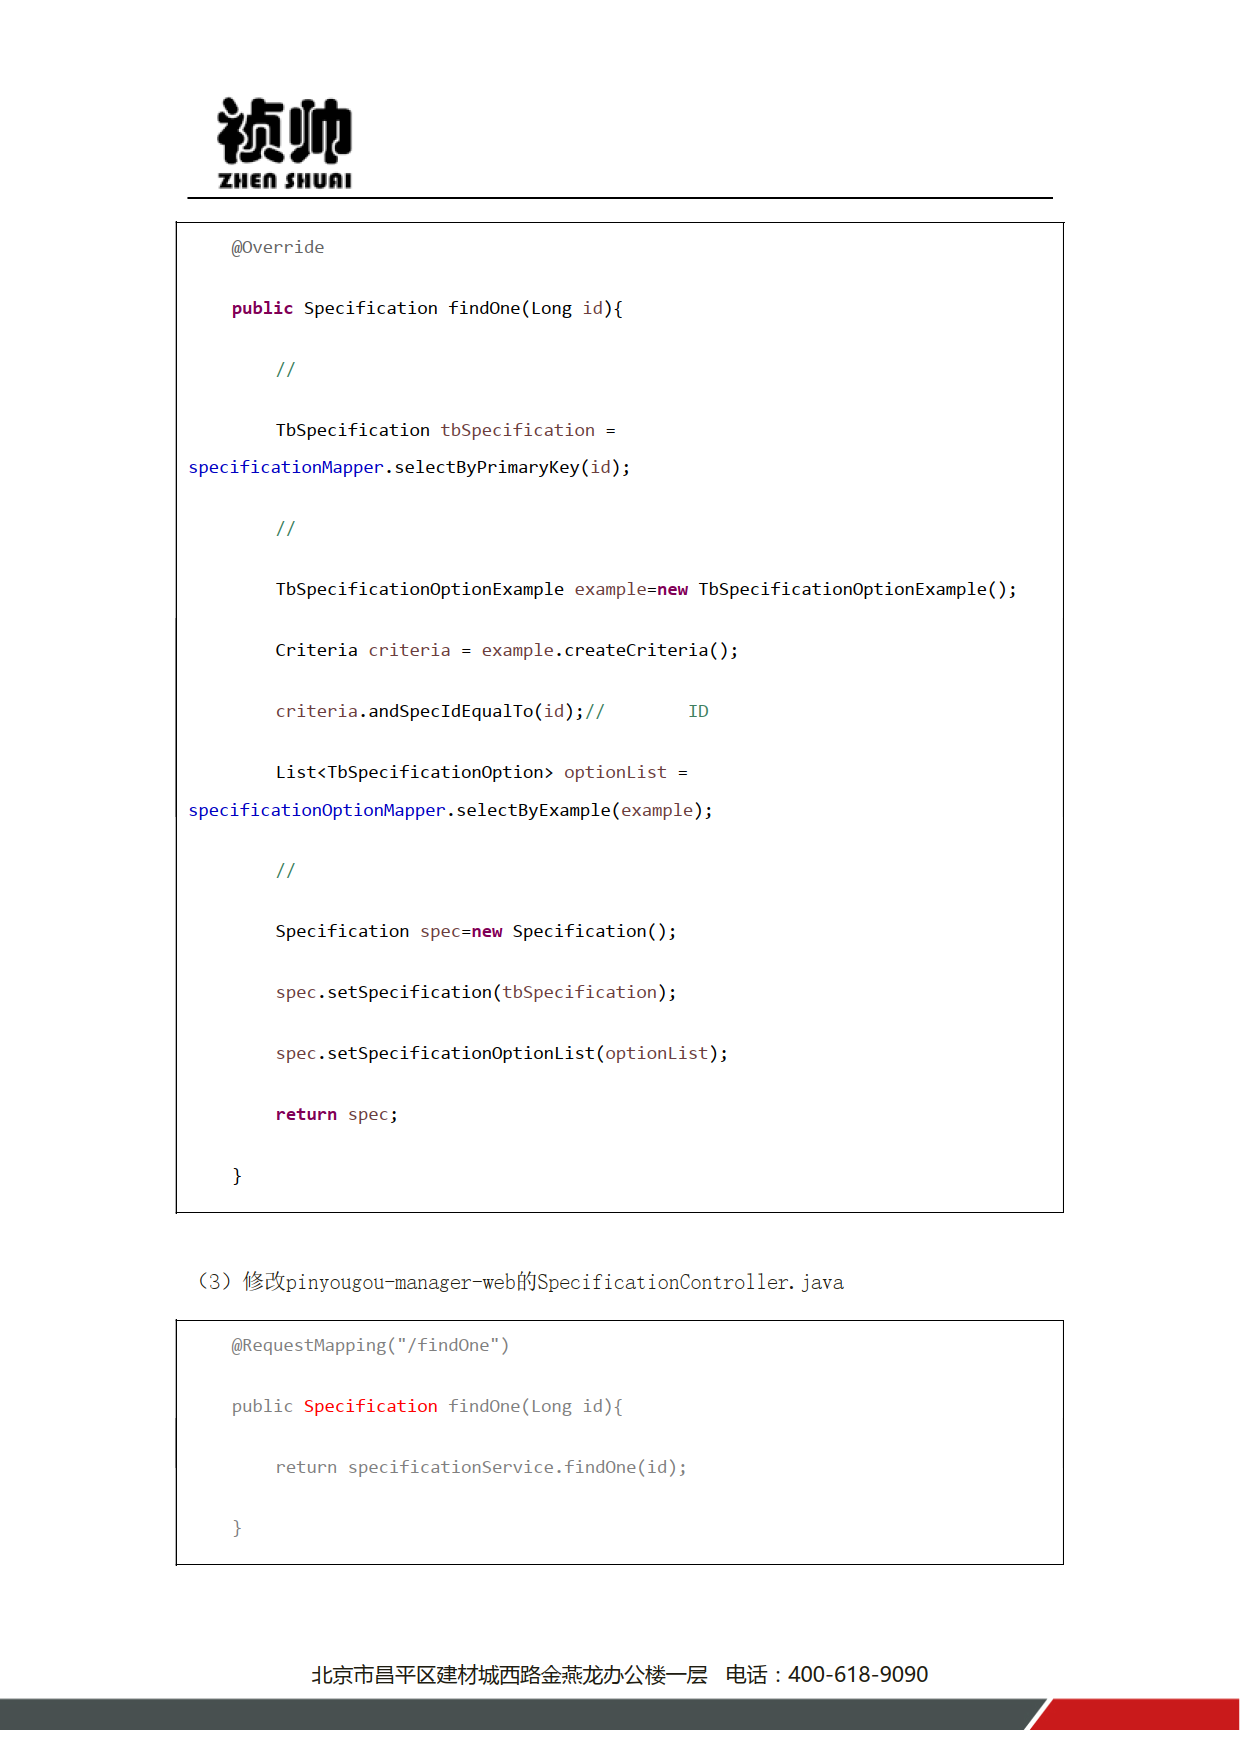 祯帅
ZHEN SHUAI
@Override
public Specification findOne(Long id){
//
TbSpecification tbSpecification =
specificationMapper.selectByPrimaryKey(id);
//
TbSpecificationOptionExample example=new TbSpecificationOptionExample();
Criteria criteria = example.createCriteria();
criteria.andSpecIdEqualTo(id);// ID
List<TbSpecificationOption> optionList =
specificationOptionMapper.selectByExample(example);
//
Specification spec=new Specification();
spec.setSpecification(tbSpecification);
spec.setSpecificationOptionList(optionList);
return spec;
}
（3）修改pinyougou-manager-web的SpecificationController.java
@RequestMapping("/findOne")
public Specification findOne(Long id){
return specificationService.findOne(id);
}
北京市昌平区建材城西路金燕龙办公楼一层 电话：400-618-9090